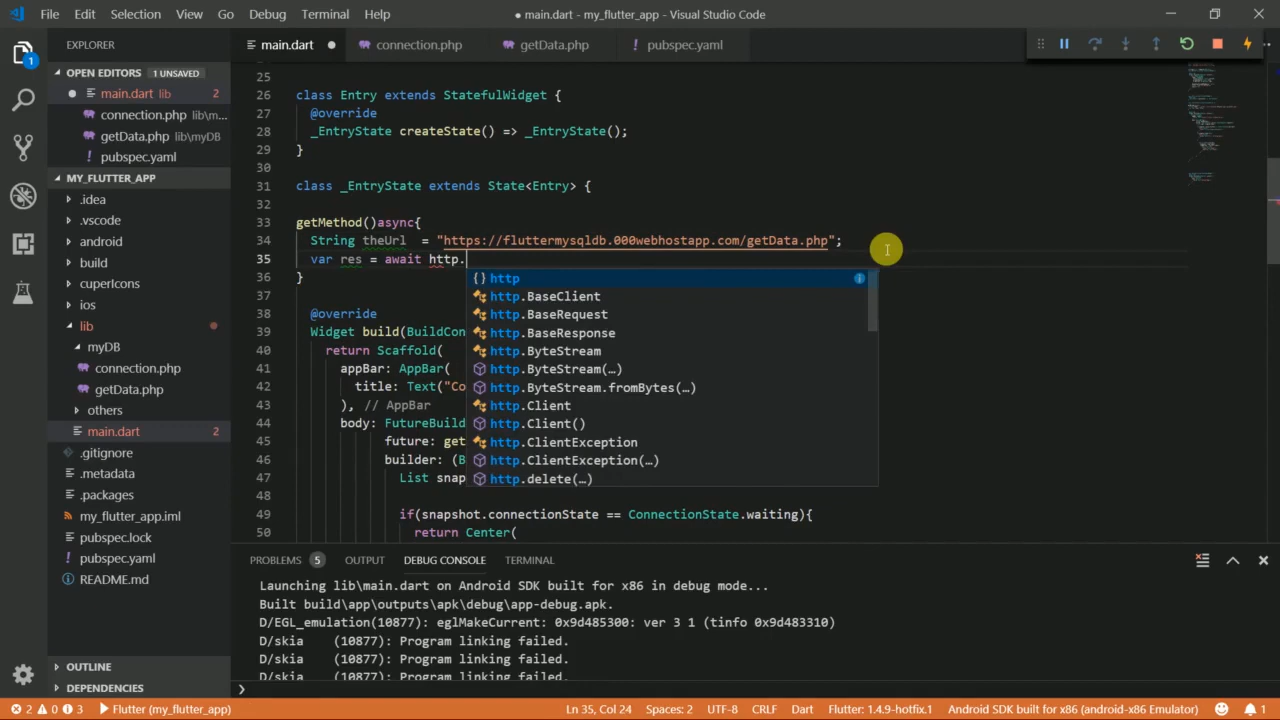 File Edit Selection View Go Debug Terminal Help
● main.dart - my_flutter_app - Visual Studio Code
EXPLORER
OPEN EDITORS 1 UNSAVED
main.dart lib 2
connection.php lib\m...
getData.php lib\myDB
pubspec.yaml
MY_FLUTTER_APP
.idea
.vscode
android
build
cuperIcons
ios
lib
myDB
connection.php
getData.php
others
main.dart 2
.gitignore
.metadata
.packages
my_flutter_app.iml
pubspec.lock
pubspec.yaml
README.md
OUTLINE
DEPENDENCIES
main.dart connection.php getData.php pubspec.yaml
25
26 class Entry extends StatefulWidget {
27 @override
28 _EntryState createState() => _EntryState();
29 }
30
31 class _EntryState extends State<Entry> {
32
33 getMethod()async{
34 String theUrl = "https://fluttermysqldb.000webhostapp.com/getData.php";
35 var res = await http.
36 }
37
38 @override
39 Widget build(BuildCon
40 return Scaffold(
41 appBar: AppBar(
42 title: Text("Co
43 ), // AppBar
44 body: FutureBuild
45 future: get
46 builder: (B
47 List snap
48
49 if(snapshot.connectionState == ConnectionState.waiting){
50 return Center(
{} http
http.BaseClient
http.BaseRequest
http.BaseResponse
http.ByteStream
http.ByteStream(…)
http.ByteStream.fromBytes(…)
http.Client
http.Client()
http.ClientException
http.ClientException(…)
http.delete(…)
PROBLEMS 5 OUTPUT DEBUG CONSOLE TERMINAL
Launching lib\main.dart on Android SDK built for x86 in debug mode...
Built build\app\outputs\apk\debug\app-debug.apk.
D/EGL_emulation(10877): eglMakeCurrent: 0x9d485300: ver 3 1 (tinfo 0x9d483310)
D/skia (10877): Program linking failed.
D/skia (10877): Program linking failed.
D/skia (10877): Program linking failed.
2 0 3 Flutter (my_flutter_app) Ln 35, Col 24 Spaces: 2 UTF-8 CRLF Dart Flutter: 1.4.9-hotfix.1 Android SDK built for x86 (android-x86 Emulator) 1